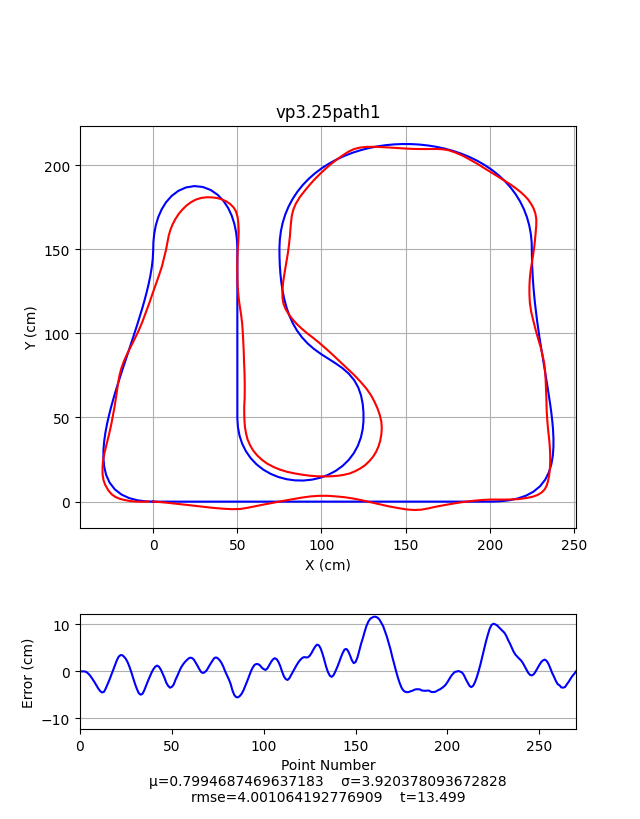 vp3.25path1
200
150
100
50
0
Y (cm)
0 50 100 150 200 250
X (cm)
10
0
−10
Error (cm)
0 50 100 150 200 250
Point Number
μ=0.7994687469637183 σ=3.920378093672828
rmse=4.001064192776909 t=13.499